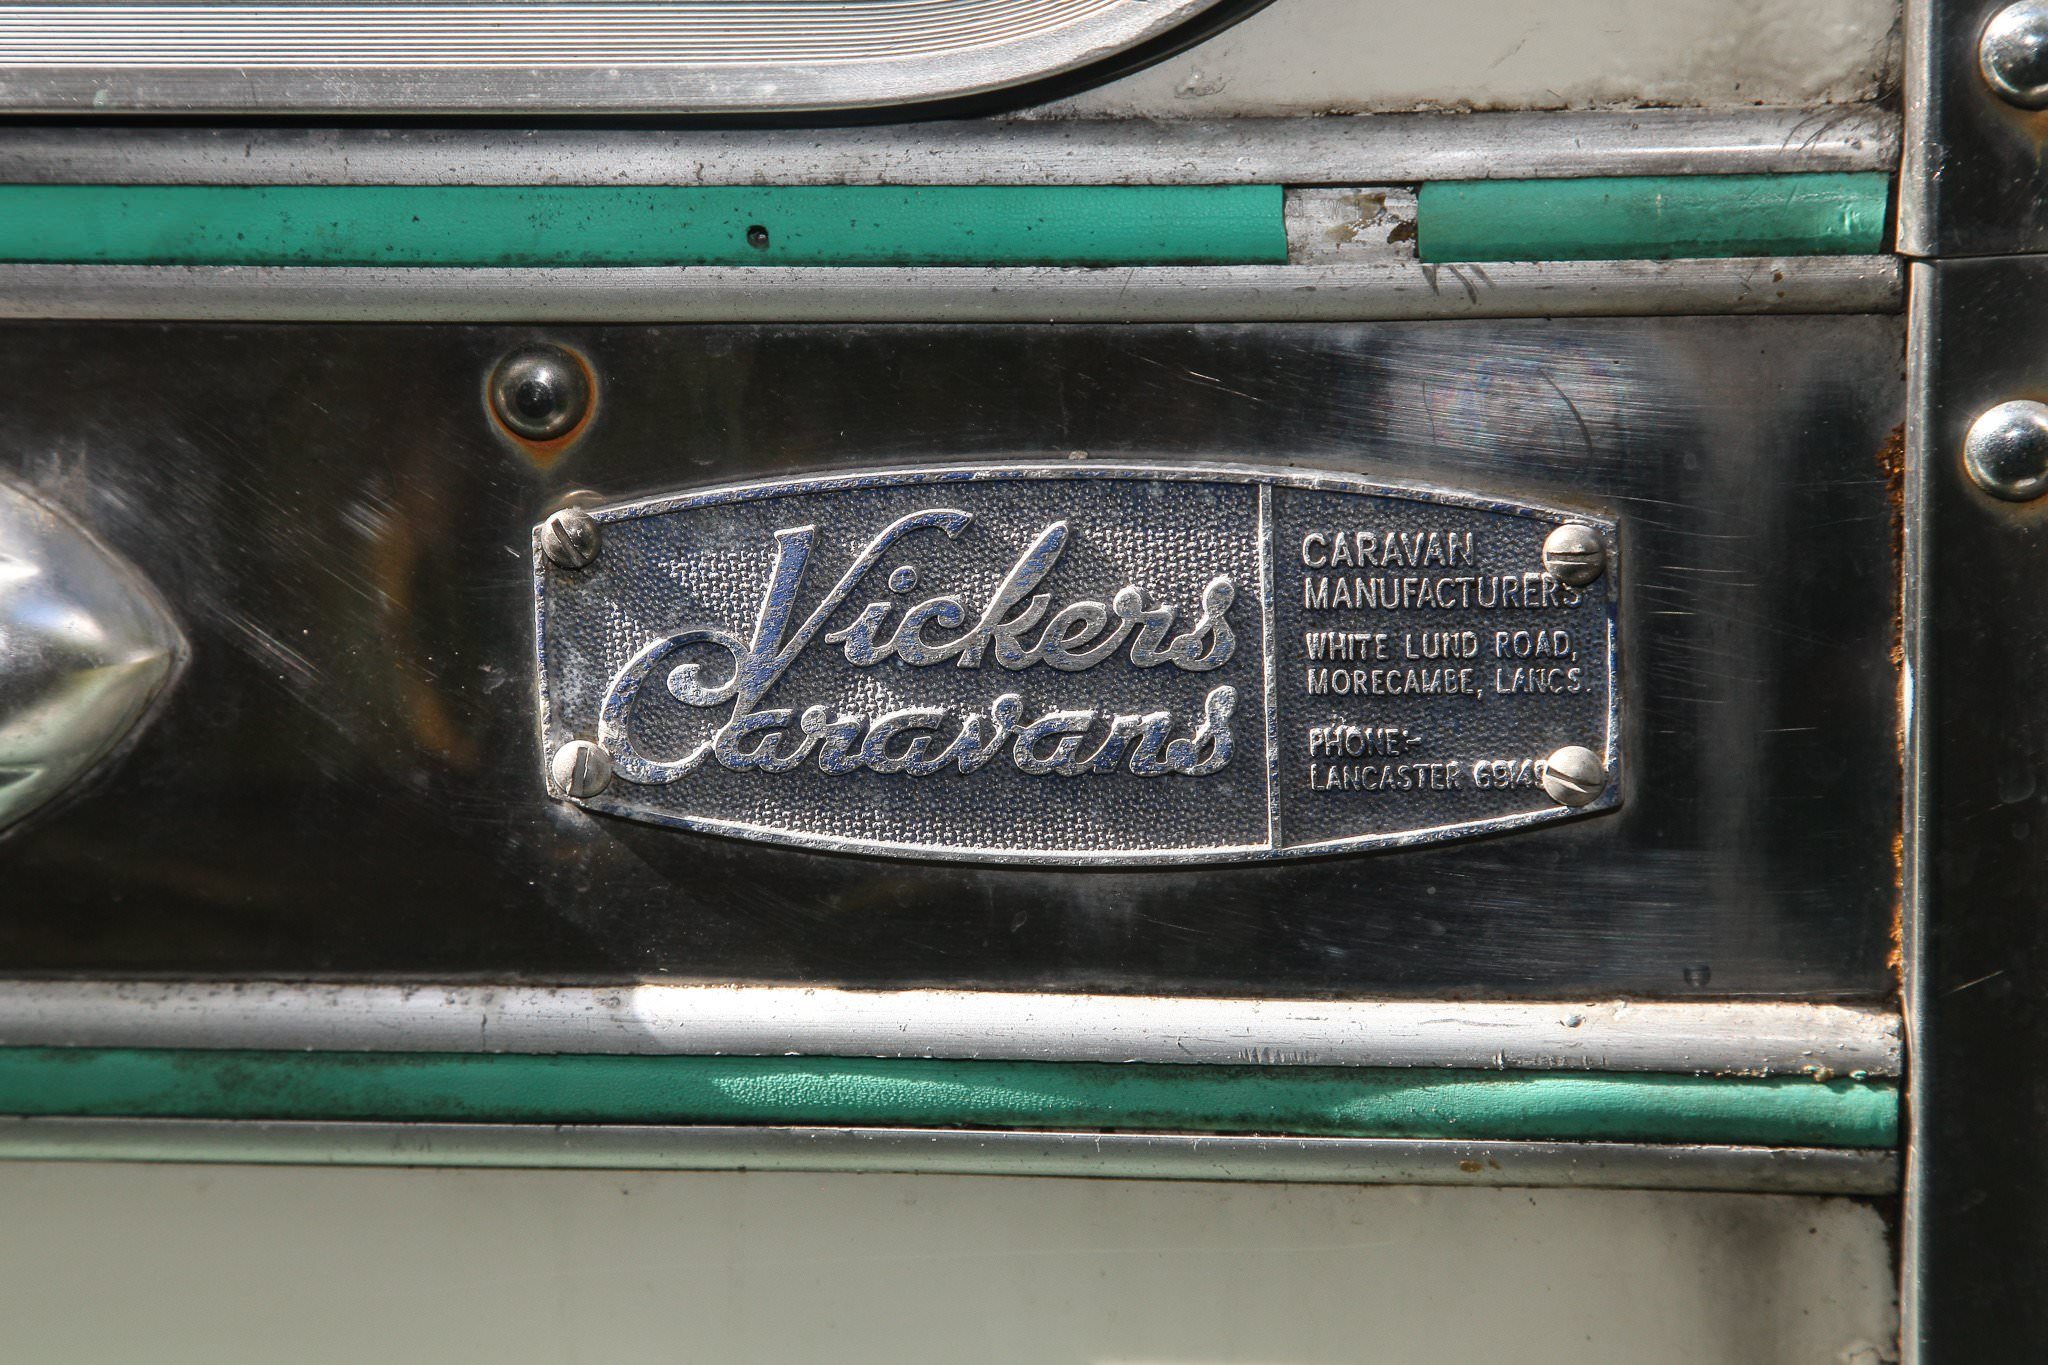 Vickers
Caravans
CARAVAN
MANUFACTURERS
WHITE LUND ROAD,
MORECAMBE, LANCS.
PHONE:-
LANCASTER